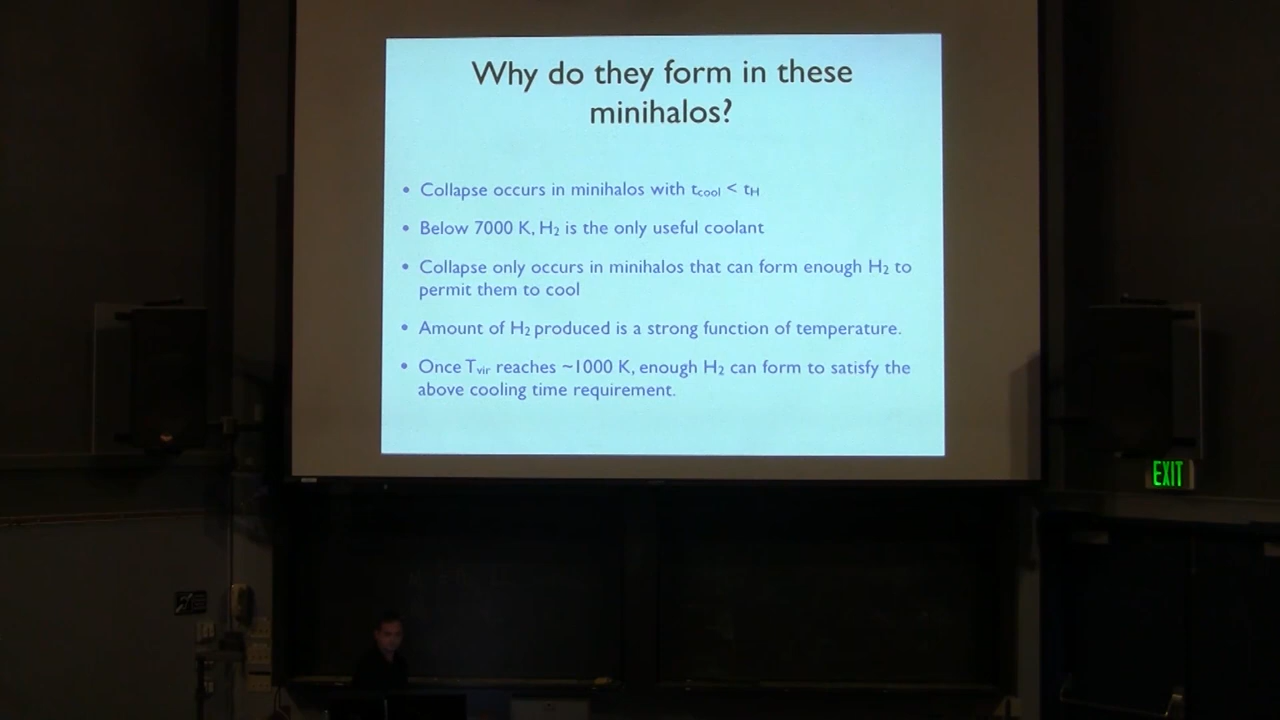 Why do they form in these
minihalos?
• Collapse occurs in minihalos with tcool < tH
• Below 7000 K, H₂ is the only useful coolant
• Collapse only occurs in minihalos that can form enough H₂ to
permit them to cool
• Amount of H₂ produced is a strong function of temperature.
• Once Tvir reaches ~1000 K, enough H₂ can form to satisfy the
above cooling time requirement.
EXIT